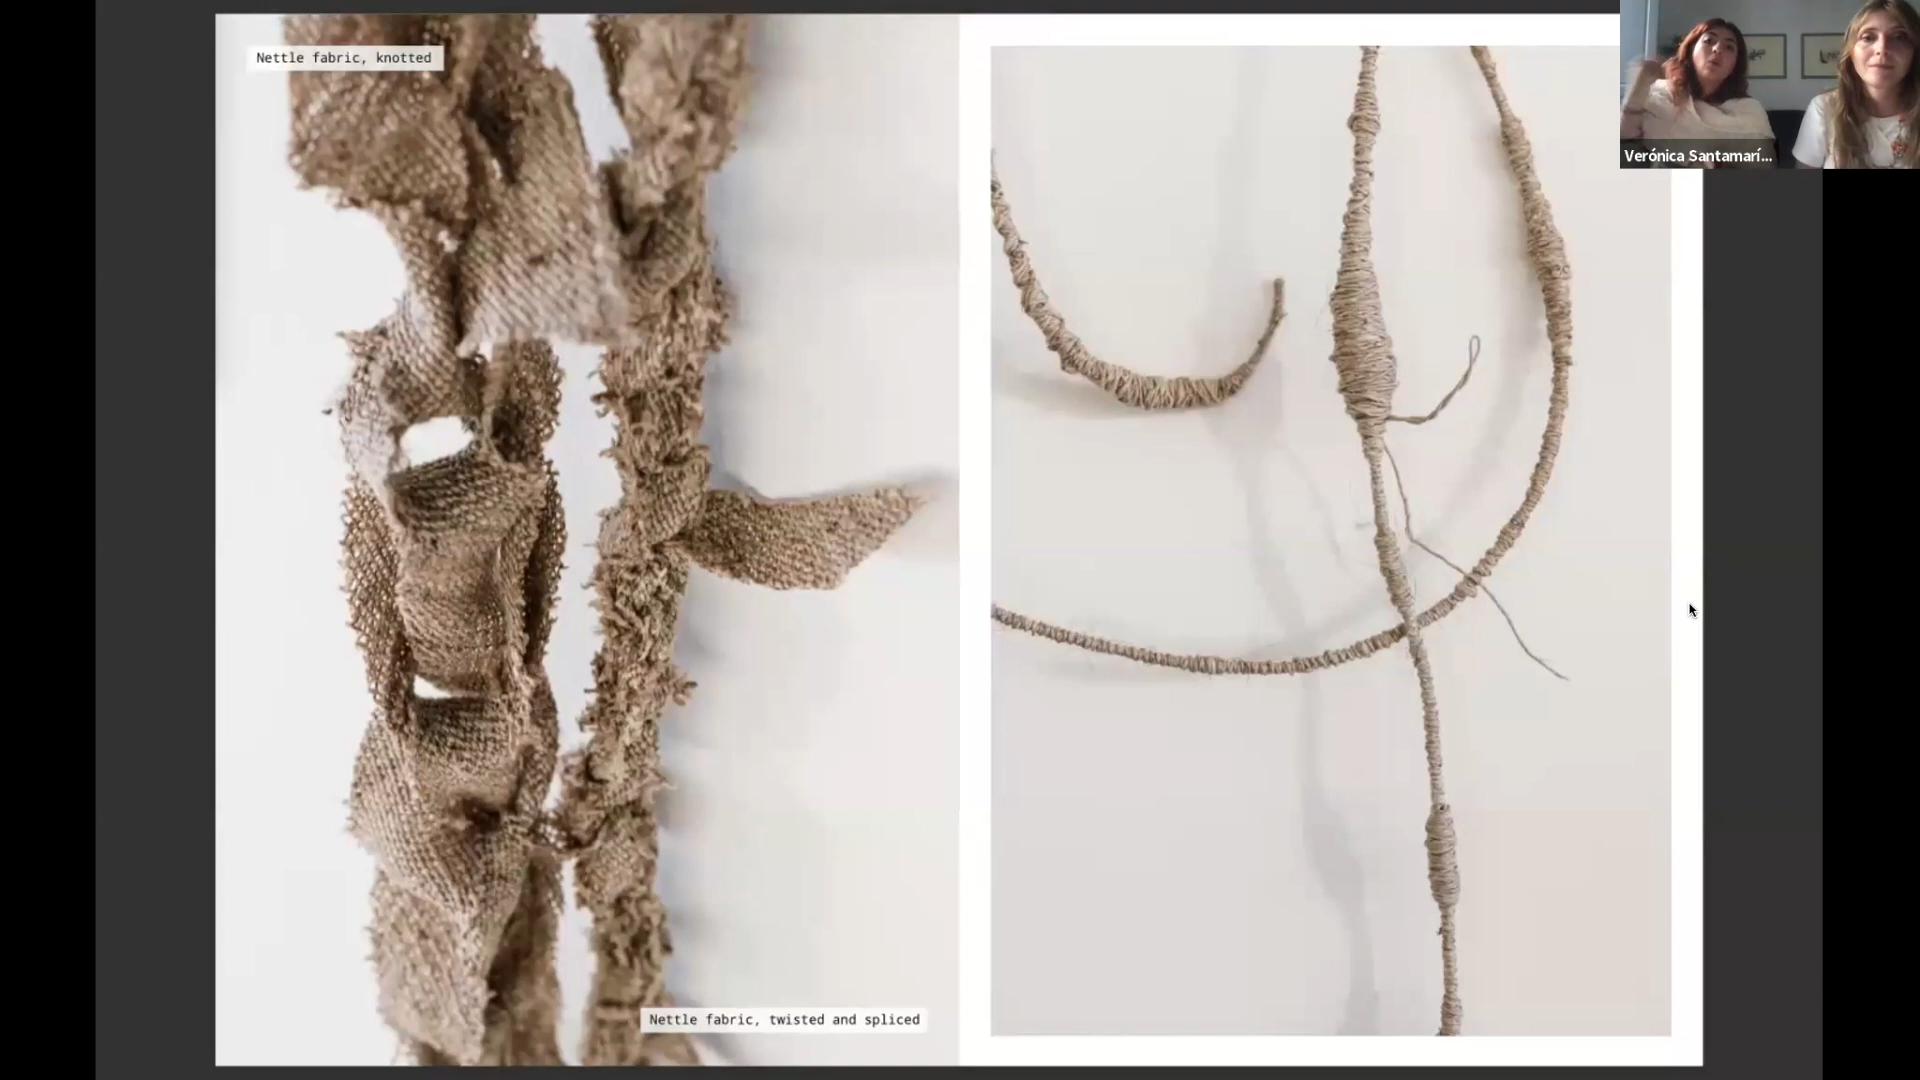 Nettle fabric, knotted
Verónica Santamarí...
Nettle fabric, twisted and spliced